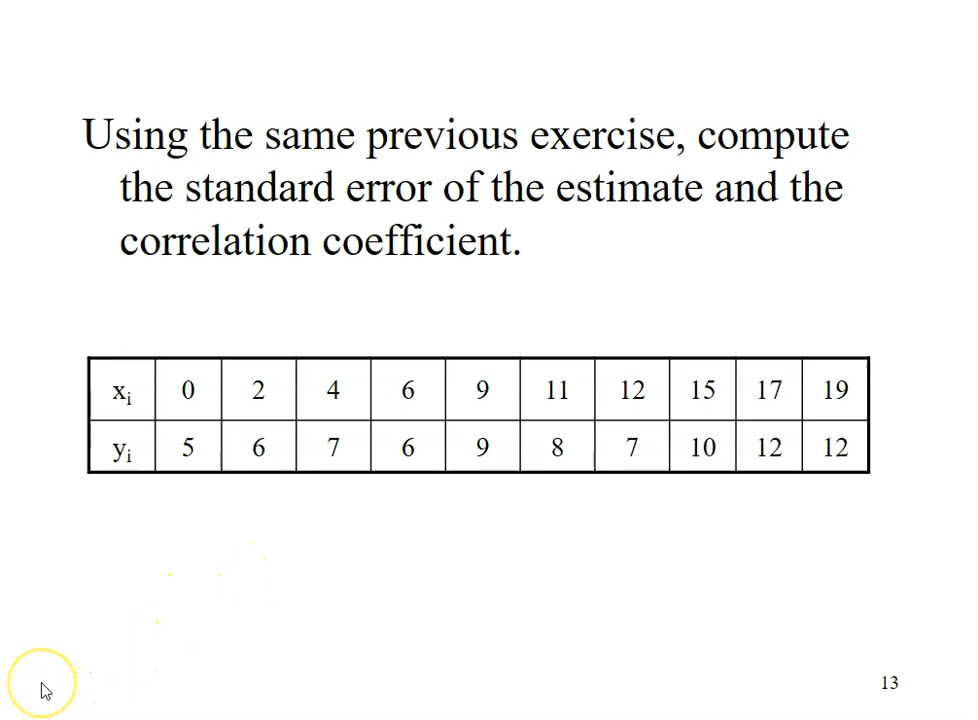 Using the same previous exercise, compute
the standard error of the estimate and the
correlation coefficient.
xi 0 2 4 6 9 11 12 15 17 19
yi 5 6 7 6 9 8 7 10 12 12
13